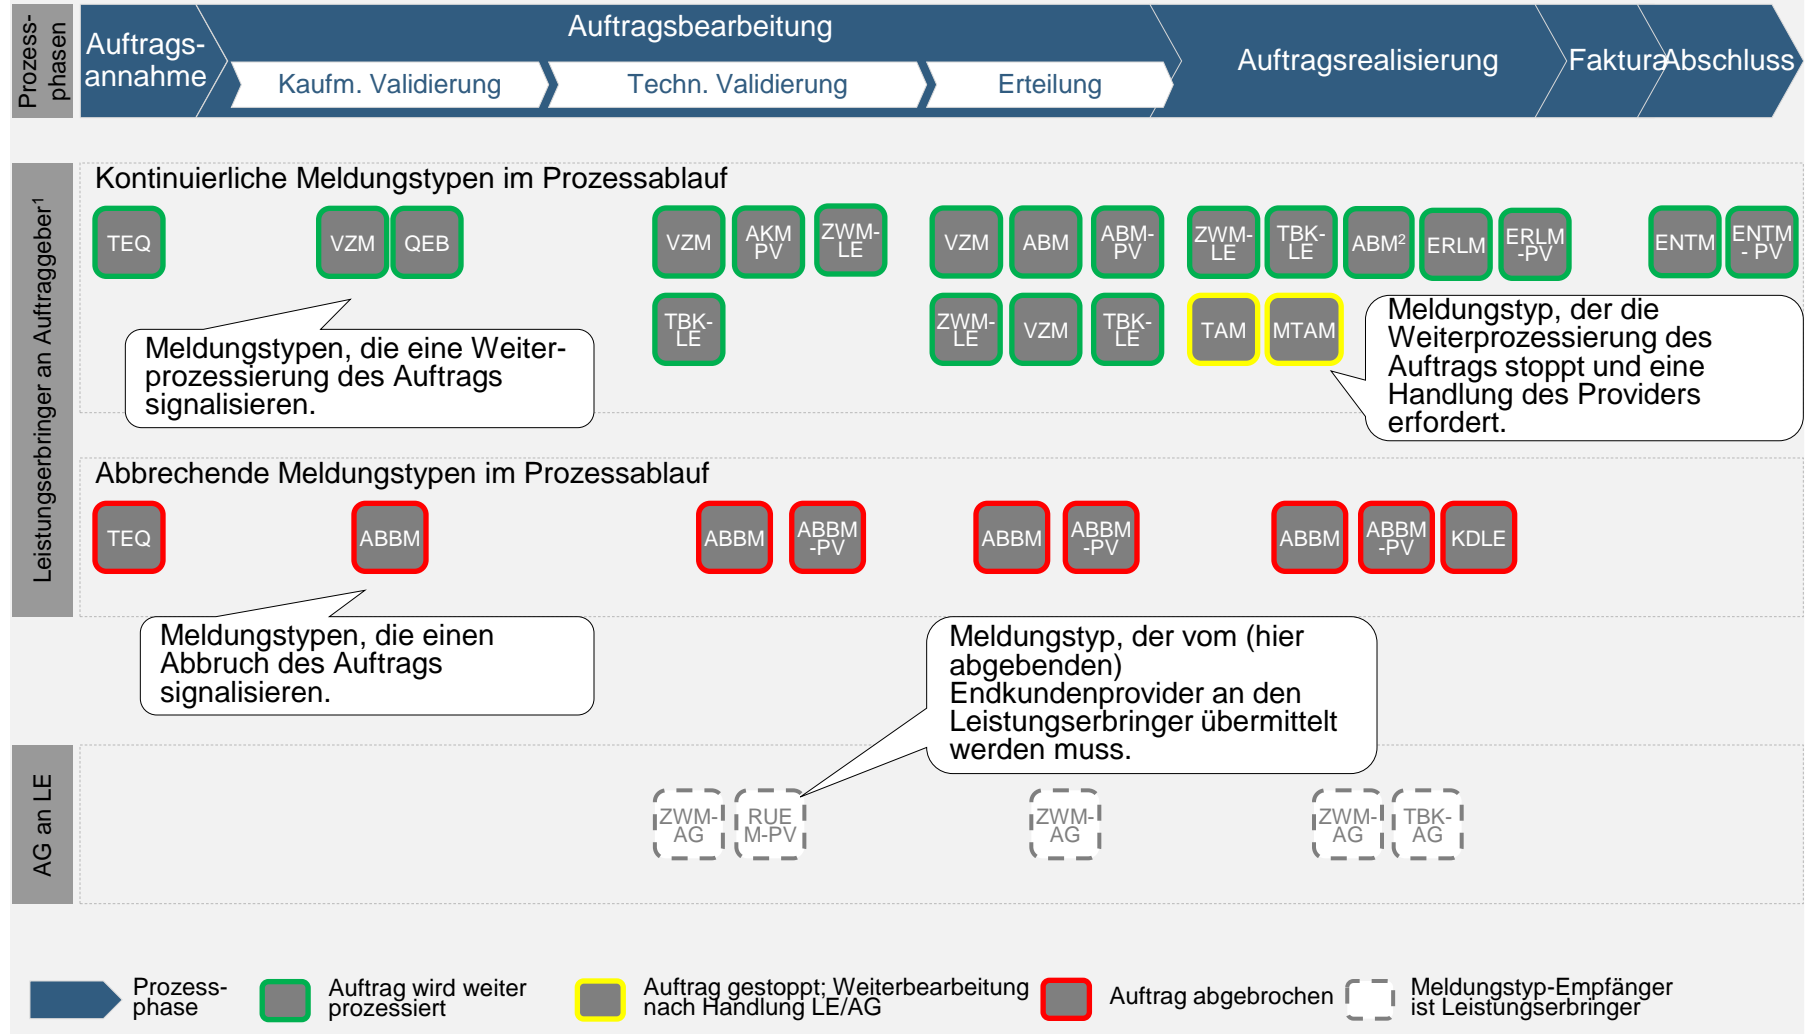 Prozess-
phasen
Auftrags-
annahme
Auftragsbearbeitung
Kaufm. Validierung
Techn. Validierung
Erteilung
Auftragsrealisierung
Faktura
Abschluss
Leistungserbringer an Auftraggeber¹
Kontinuierliche Meldungstypen im Prozessablauf
TEQ
VZM
QEB
VZM
AKM
PV
ZWM-
LE
VZM
ABM
ABM-
PV
ZWM-
LE
TBK-
LE
ABM²
ERLM
ERLM
-PV
ENTM
ENTM
- PV
TBK-
LE
ZWM-
LE
VZM
TBK-
LE
TAM
MTAM
Meldungstypen, die eine Weiter-
prozessierung des Auftrags
signalisieren.
Meldungstyp, der die
Weiterprozessierung des
Auftrags stoppt und eine
Handlung des Providers
erfordert.
Abbrechende Meldungstypen im Prozessablauf
TEQ
ABBM
ABBM
ABBM
-PV
ABBM
ABBM
-PV
ABBM
ABBM
-PV
KDLE
Meldungstypen, die einen
Abbruch des Auftrags
signalisieren.
Meldungstyp, der vom (hier
abgebenden)
Endkundenprovider an den
Leistungserbringer übermittelt
werden muss.
AG an LE
ZWM-
AG
RUE
M-PV
ZWM-
AG
ZWM-
AG
TBK-
AG
Prozess-
phase
Auftrag wird weiter
prozessiert
Auftrag gestoppt; Weiterbearbeitung
nach Handlung LE/AG
Auftrag abgebrochen
Meldungstyp-Empfänger
ist Leistungserbringer